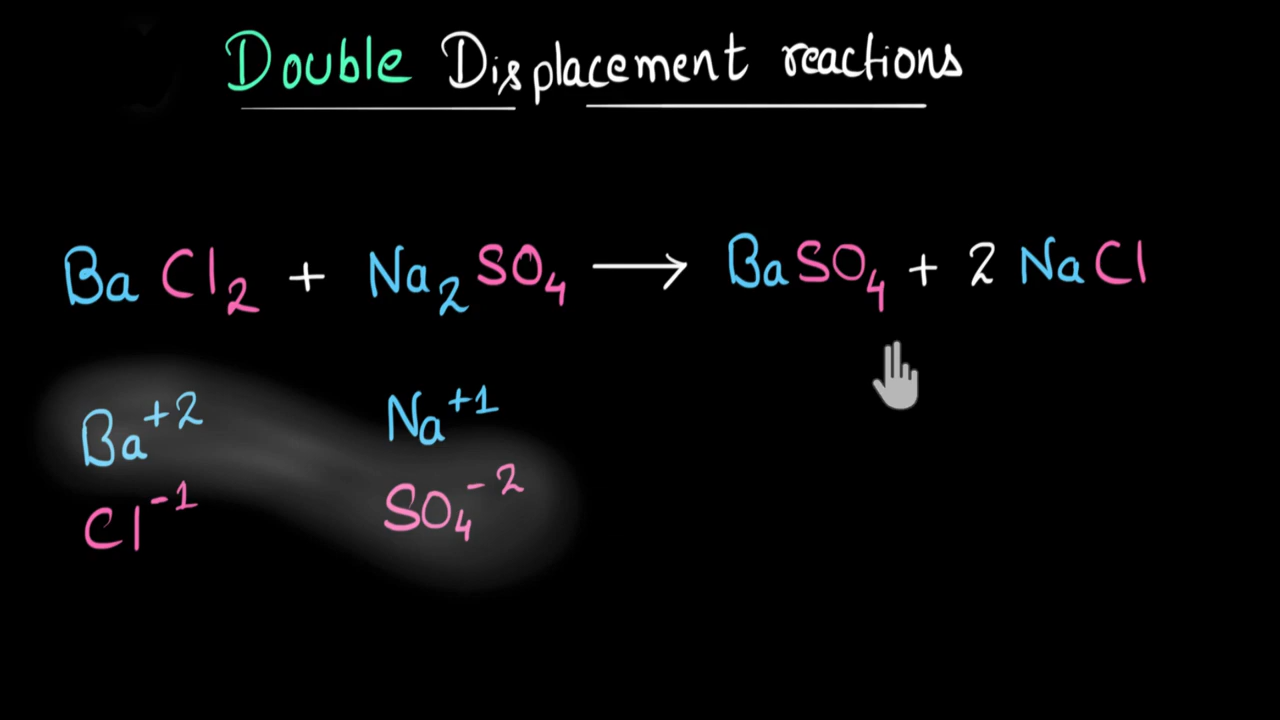 Double Displacement reactions
BaCl₂ + Na₂SO₄ → BaSO₄ + 2 NaCl
Ba⁺² Na⁺¹
Cl⁻¹ SO₄⁻²